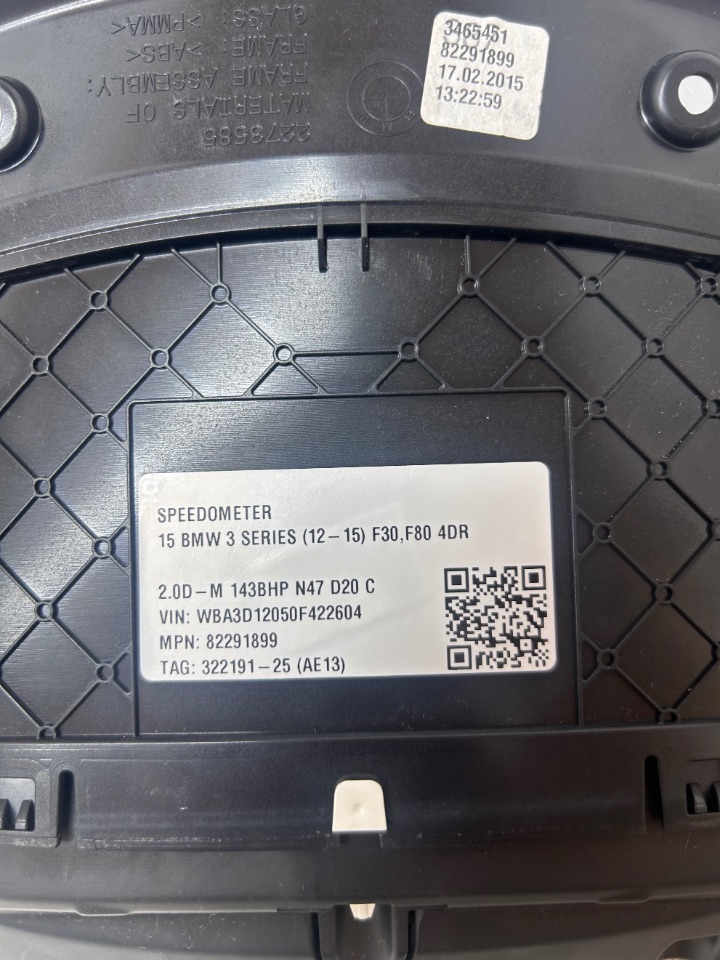 3465451
82291899
17.02.2015
13:22:59
2273585
MATERIALS OF
FRAME ASSEMBLY:
FRAME: >ABS<
GLASS: >PMMA<
SPEEDOMETER
15 BMW 3 SERIES (12-15) F30,F80 4DR
2.0D-M 143BHP N47 D20 C
VIN: WBA3D12050F422604
MPN: 82291899
TAG: 322191-25 (AE13)